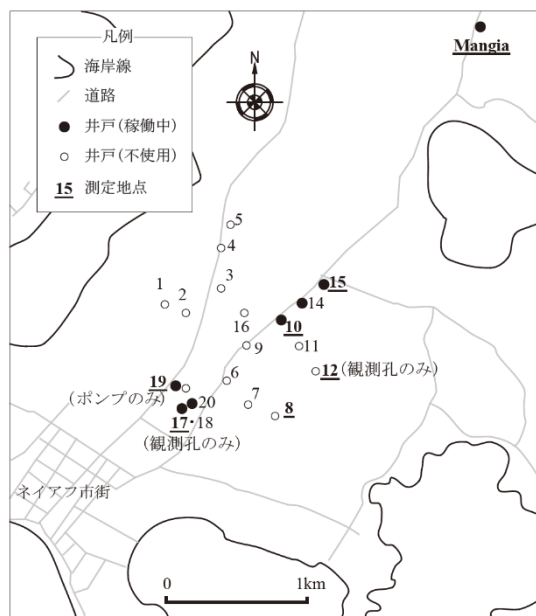 凡例
海岸線
道路
井戸(稼働中)
井戸(不使用)
15 測定地点
N
Mangia
5
4
3
1
2
16
15
14
10
9
11
12(観測孔のみ)
6
19
(ポンプのみ)
20
7
8
17・18
(観測孔のみ)
ネイアフ市街
0 1km